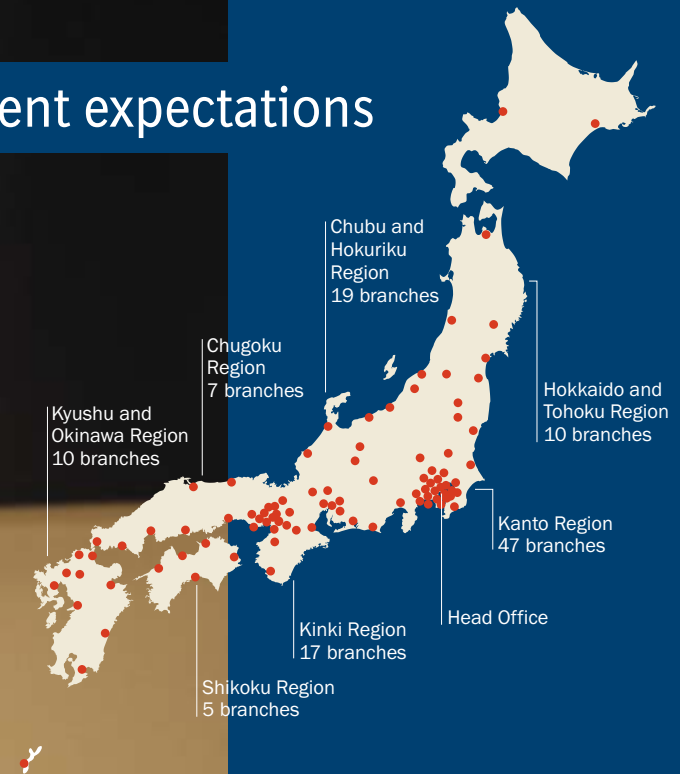 ent expectations
Chubu and
Hokuriku
Region
19 branches
Chugoku
Region
7 branches
Kyushu and
Okinawa Region
10 branches
Hokkaido and
Tohoku Region
10 branches
Kanto Region
47 branches
Head Office
Kinki Region
17 branches
Shikoku Region
5 branches